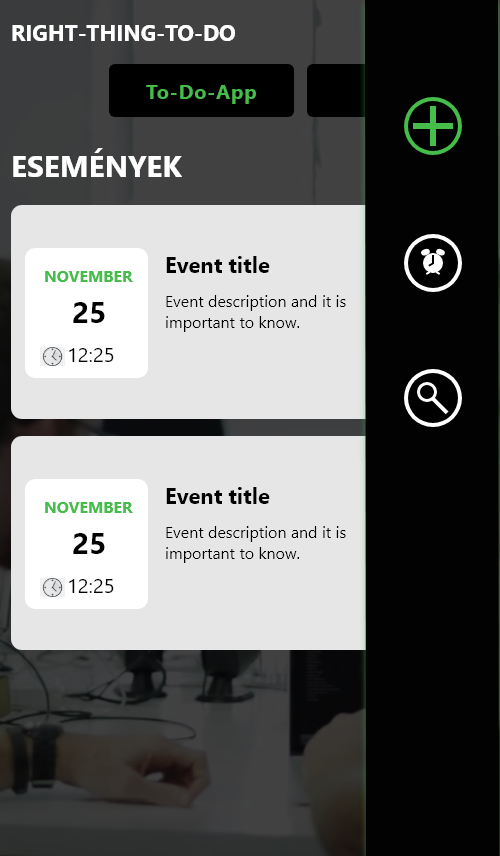 RIGHT-THING-TO-DO
To-Do-App
ESEMÉNYEK
NOVEMBER
25
12:25
Event title
Event description and it is
important to know.
NOVEMBER
25
12:25
Event title
Event description and it is
important to know.